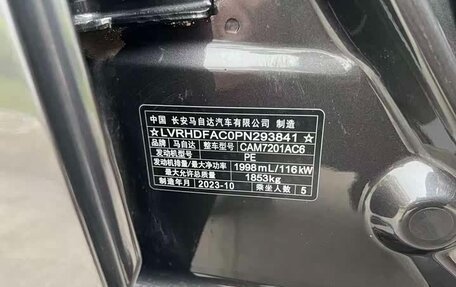 中国 长安马自达汽车有限公司 制造
☆LVRHDFAC0PN293841☆
品牌 马自达 整车型号 CAM7201AC6
发动机型号 PE
发动机排量/最大净功率 1998mL/116kW
最大允许总质量 1853kg
制造年月 2023-10 乘坐人数 5